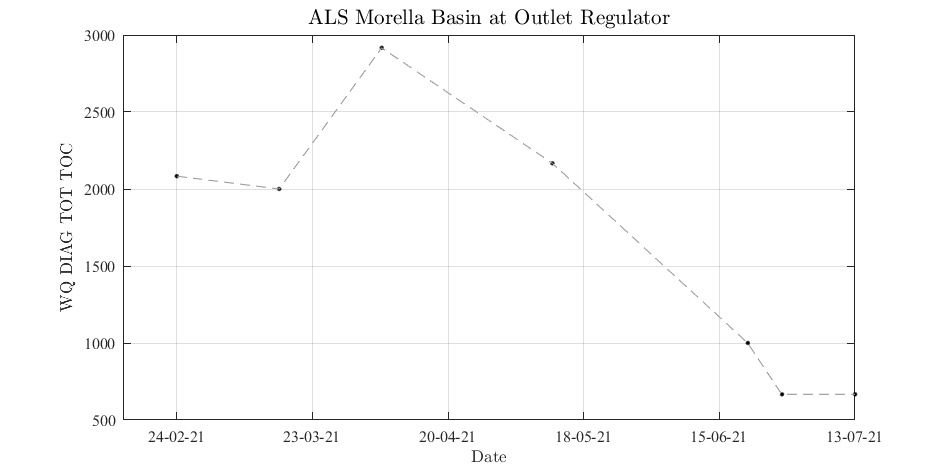 ALS Morella Basin at Outlet Regulator
3000
2500
2000
1500
1000
500
WQ DIAG TOT TOC
24-02-21 23-03-21 20-04-21 18-05-21 15-06-21 13-07-21
Date